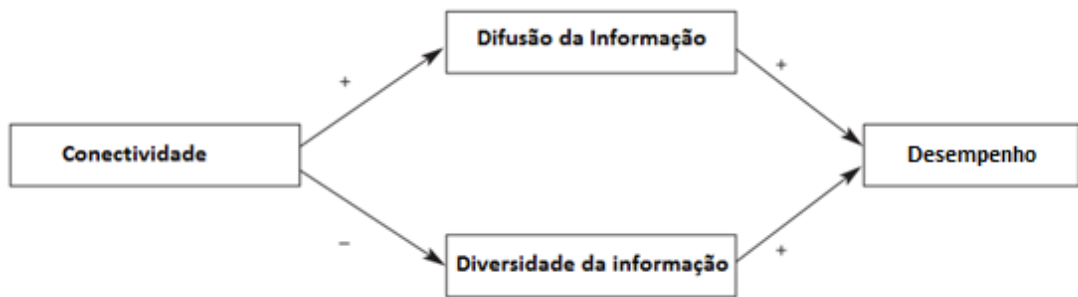 Difusão da Informação
+
+
Conectividade
Desempenho
−
+
Diversidade da informação